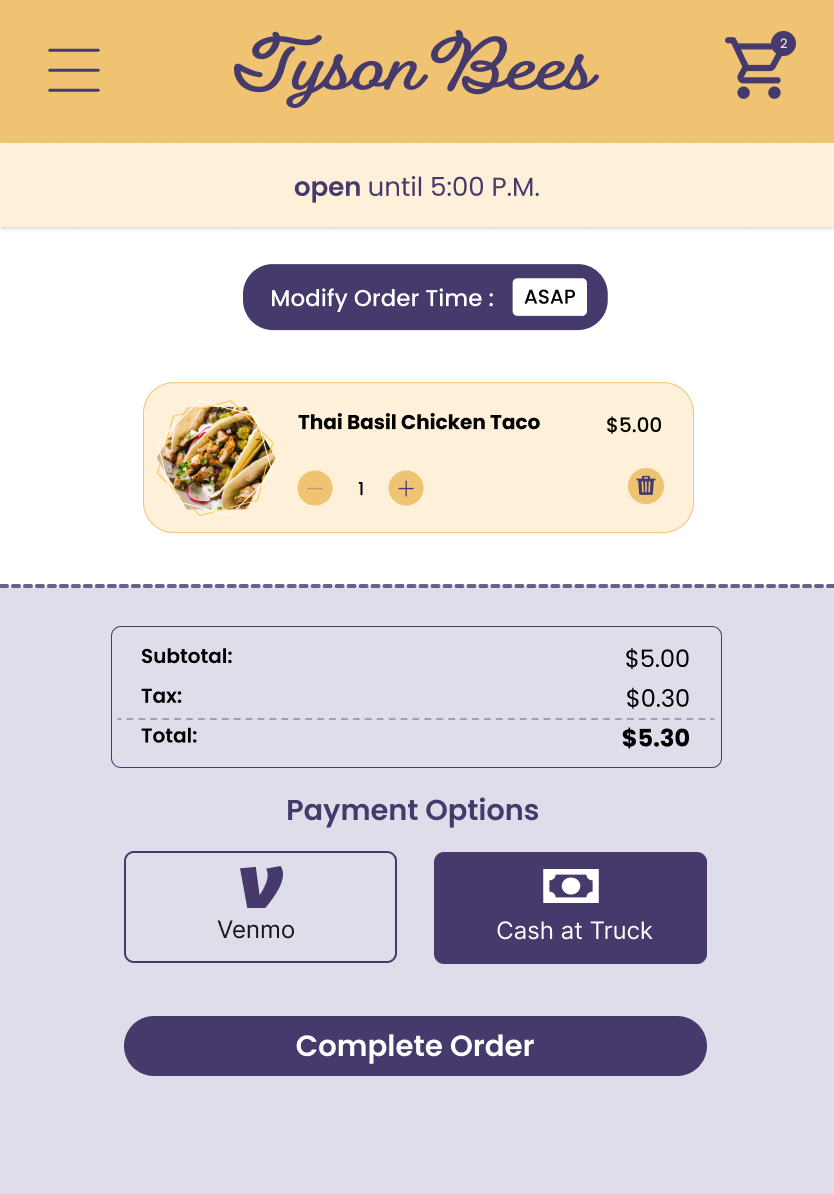 Tyson Bees
2
open until 5:00 P.M.
Modify Order Time : ASAP
Thai Basil Chicken Taco $5.00
− 1 +
Subtotal: $5.00
Tax: $0.30
Total: $5.30
Payment Options
V
Venmo
Cash at Truck
Complete Order